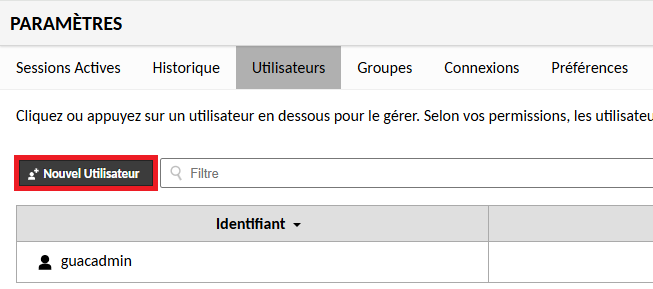 PARAMÈTRES
Sessions Actives Historique Utilisateurs Groupes Connexions Préférences
Cliquez ou appuyez sur un utilisateur en dessous pour le gérer. Selon vos permissions, les utilisateu
Nouvel Utilisateur Filtre
Identifiant
guacadmin